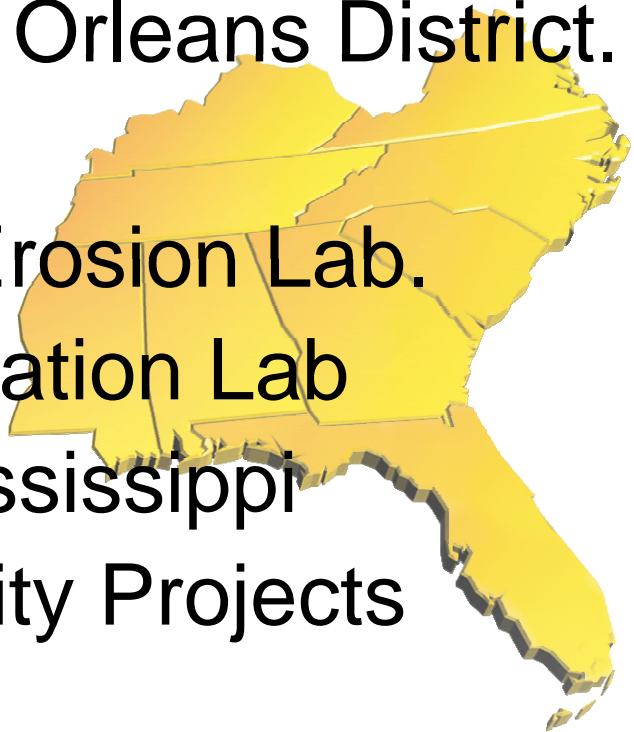 Orleans District.
Erosion Lab.
ation Lab
ssissippi
ity Projects